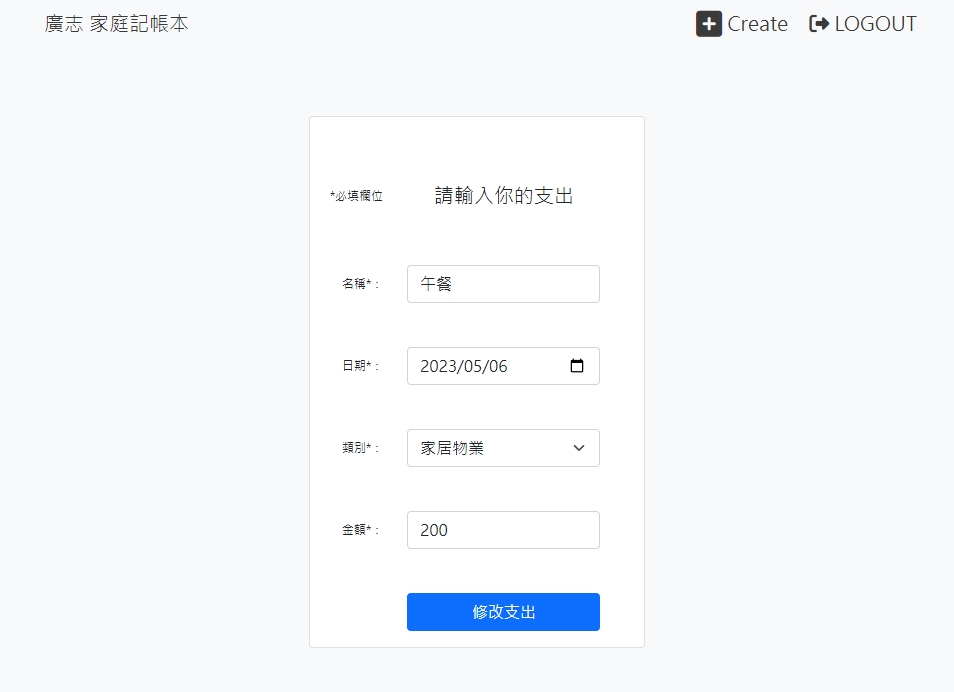 廣志 家庭記帳本
Create
LOGOUT
*必填欄位
請輸入你的支出
名稱*：
午餐
日期*：
2023/05/06
類別*：
家居物業
金額*：
200
修改支出